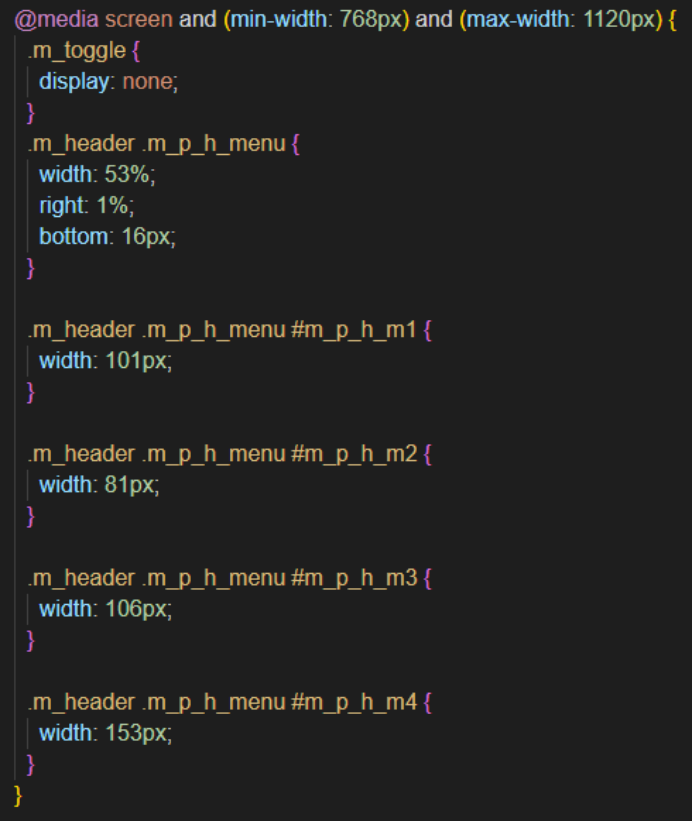 @media screen and (min-width: 768px) and (max-width: 1120px) {
.m_toggle {
display: none;
}
.m_header .m_p_h_menu {
width: 53%;
right: 1%;
bottom: 16px;
}
.m_header .m_p_h_menu #m_p_h_m1 {
width: 101px;
}
.m_header .m_p_h_menu #m_p_h_m2 {
width: 81px;
}
.m_header .m_p_h_menu #m_p_h_m3 {
width: 106px;
}
.m_header .m_p_h_menu #m_p_h_m4 {
width: 153px;
}
}